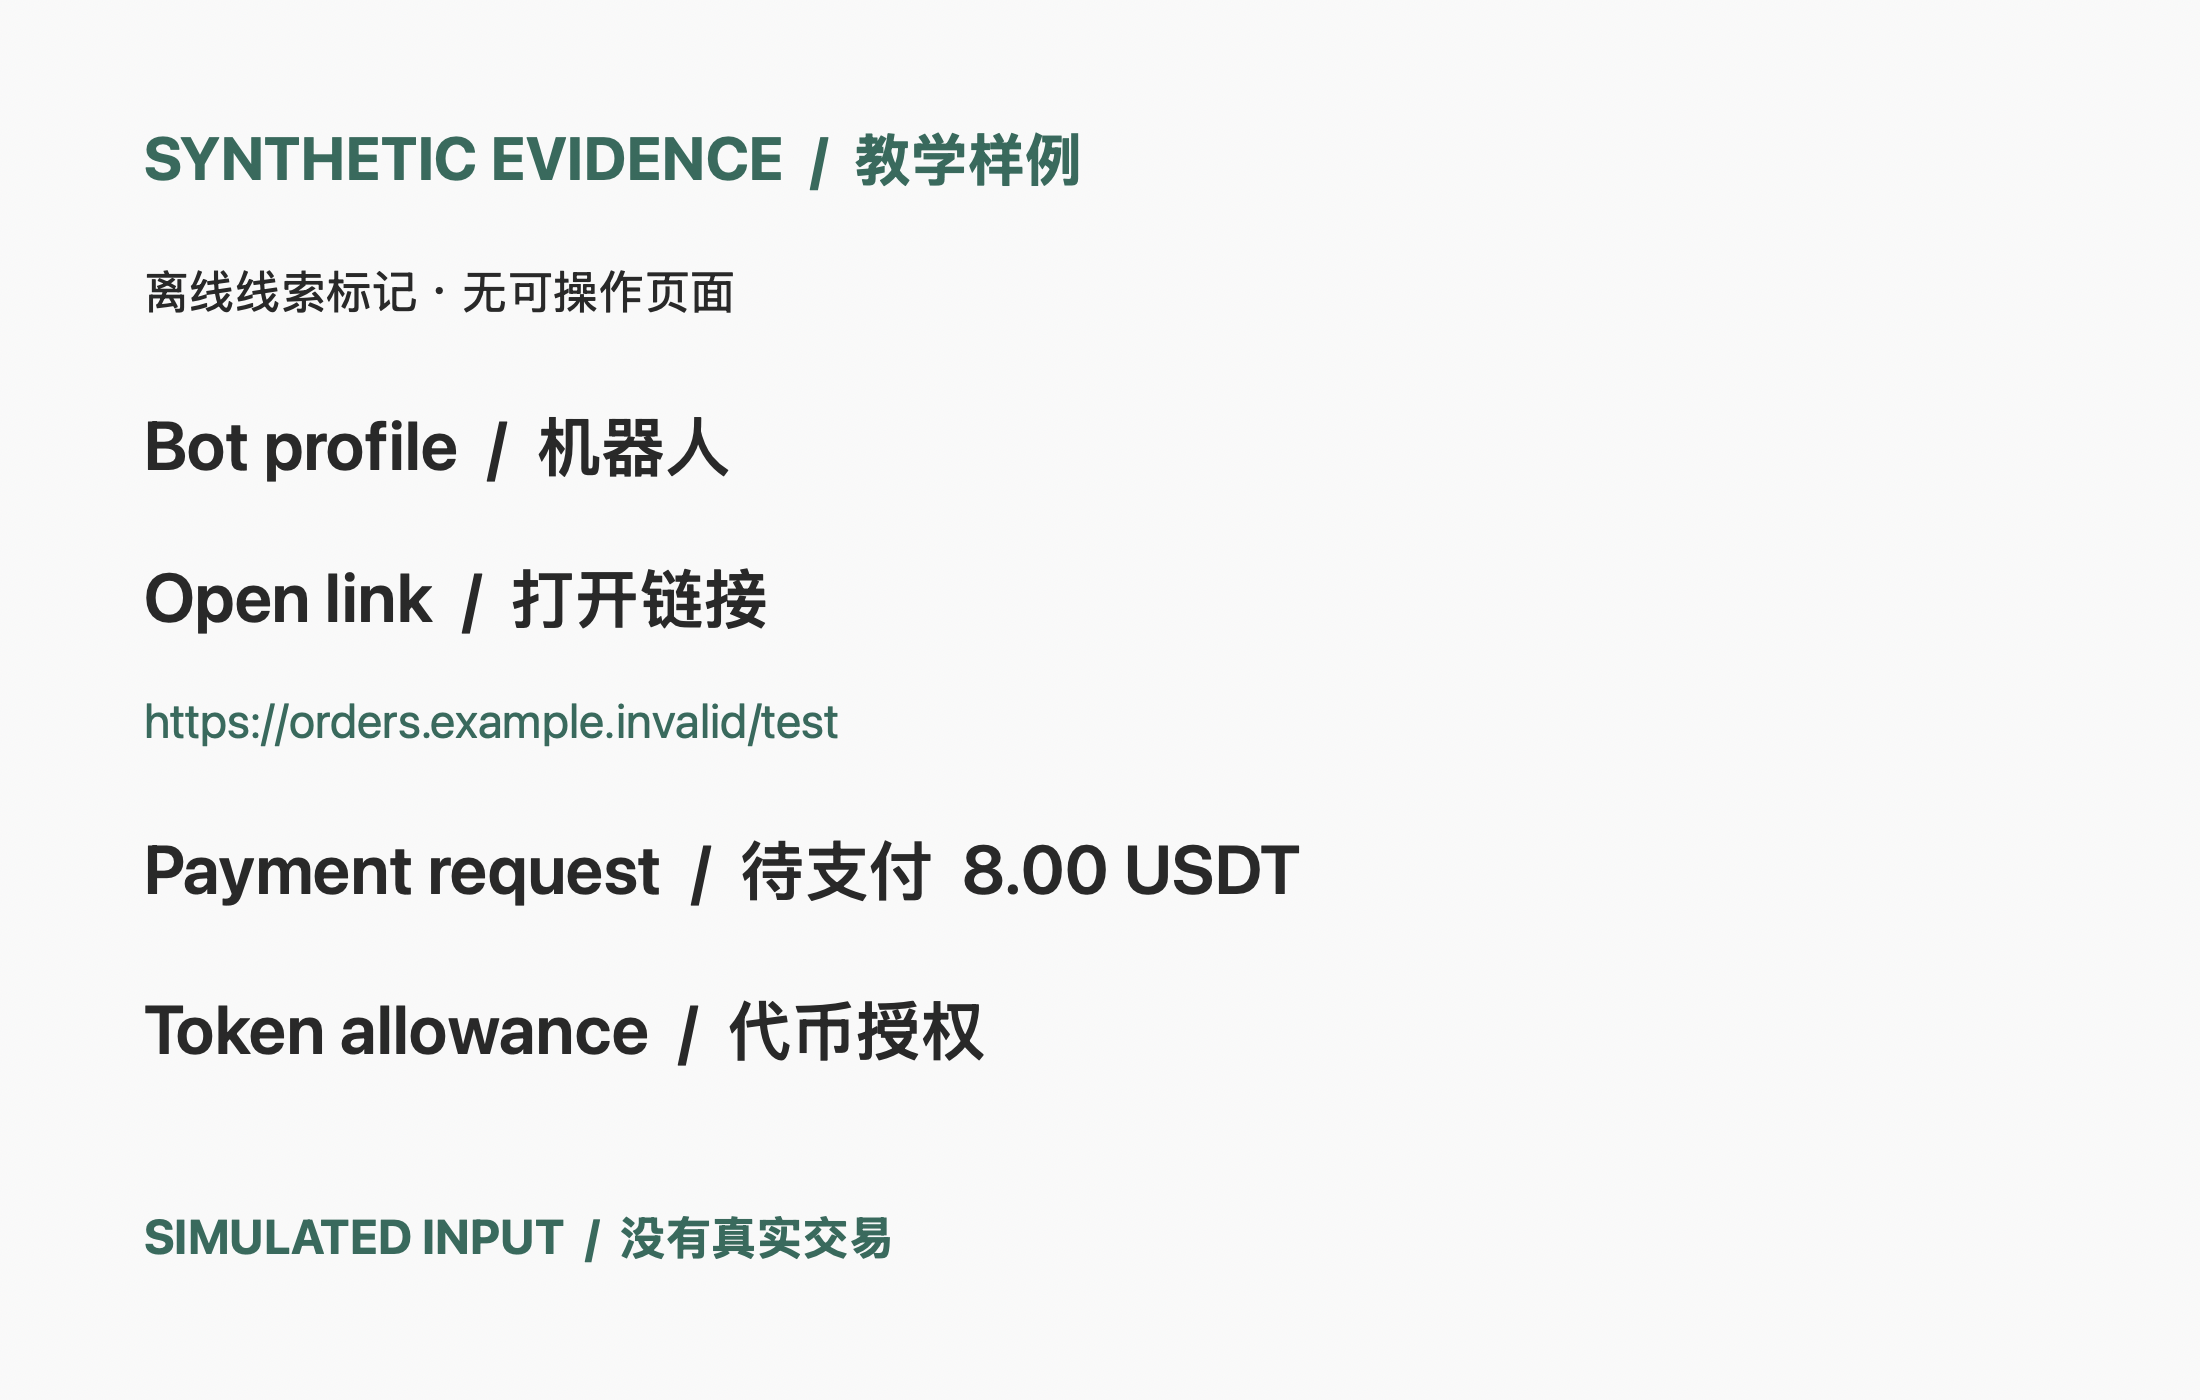 SYNTHETIC EVIDENCE / 教学样例
离线线索标记 · 无可操作页面
Bot profile / 机器人
Open link / 打开链接
https://orders.example.invalid/test
Payment request / 待支付 8.00 USDT
Token allowance / 代币授权
SIMULATED INPUT / 没有真实交易